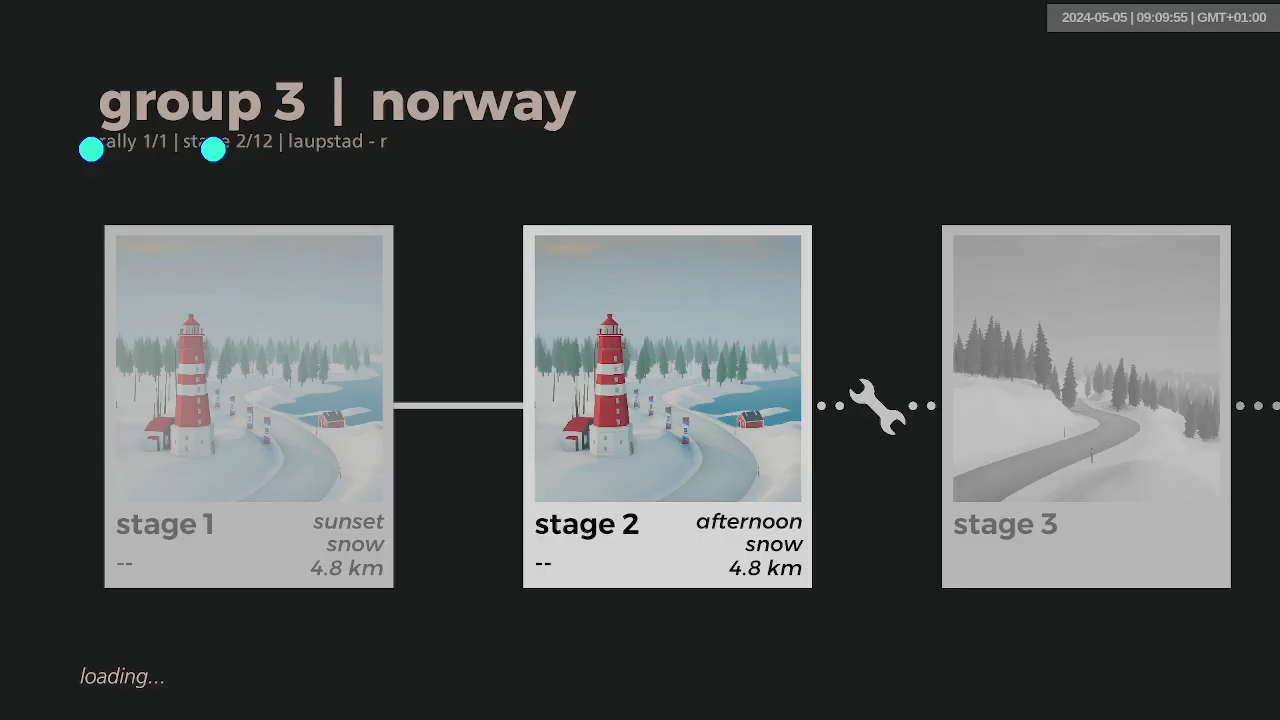 2024-05-05 | 09:09:55 | GMT+01:00
group 3 | norway
rally 1/1 | stage 2/12 | laupstad - r
stage 1
sunset
snow
--
4.8 km
stage 2
afternoon
snow
--
4.8 km
stage 3
loading...